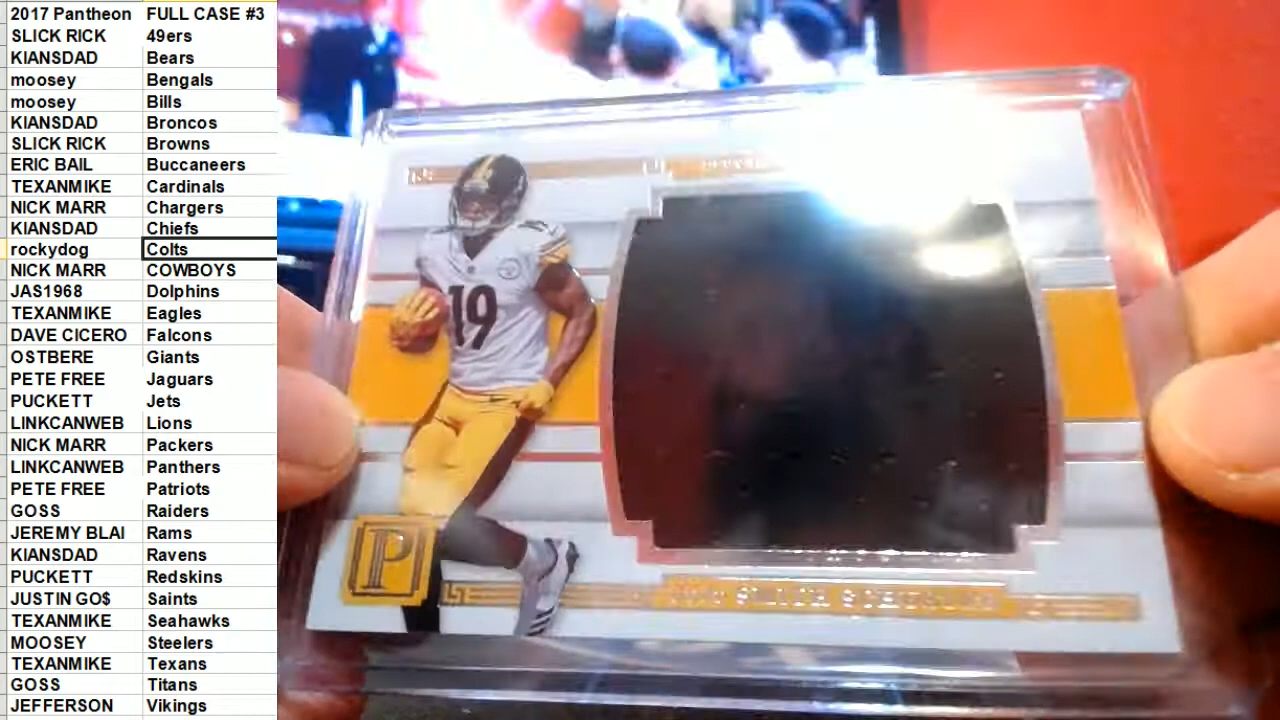 2017 Pantheon FULL CASE #3
SLICK RICK 49ers
KIANSDAD Bears
moosey Bengals
moosey Bills
KIANSDAD Broncos
SLICK RICK Browns
ERIC BAIL Buccaneers
TEXANMIKE Cardinals
NICK MARR Chargers
KIANSDAD Chiefs
rockydog Colts
NICK MARR COWBOYS
JAS1968 Dolphins
TEXANMIKE Eagles
DAVE CICERO Falcons
OSTBERE Giants
PETE FREE Jaguars
PUCKETT Jets
LINKCANWEB Lions
NICK MARR Packers
LINKCANWEB Panthers
PETE FREE Patriots
GOSS Raiders
JEREMY BLAI Rams
KIANSDAD Ravens
PUCKETT Redskins
JUSTIN GO$ Saints
TEXANMIKE Seahawks
MOOSEY Steelers
TEXANMIKE Texans
GOSS Titans
JEFFERSON Vikings
19
P
SMITH